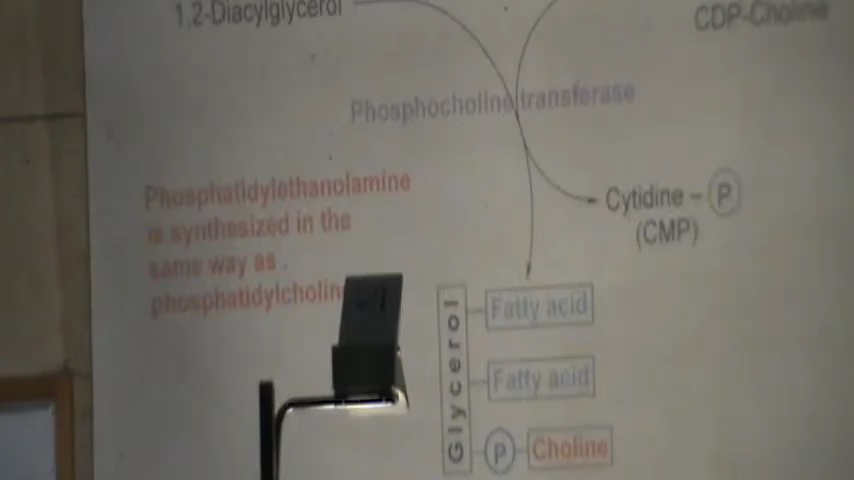 1,2-Diacylglycerol
CDP-Choline
Phosphocholine transferase
Phosphatidylethanolamine
is synthesized in the
same way as
phosphatidylcholin
Cytidine – P
(CMP)
Glycerol
Fatty acid
Fatty acid
P Choline